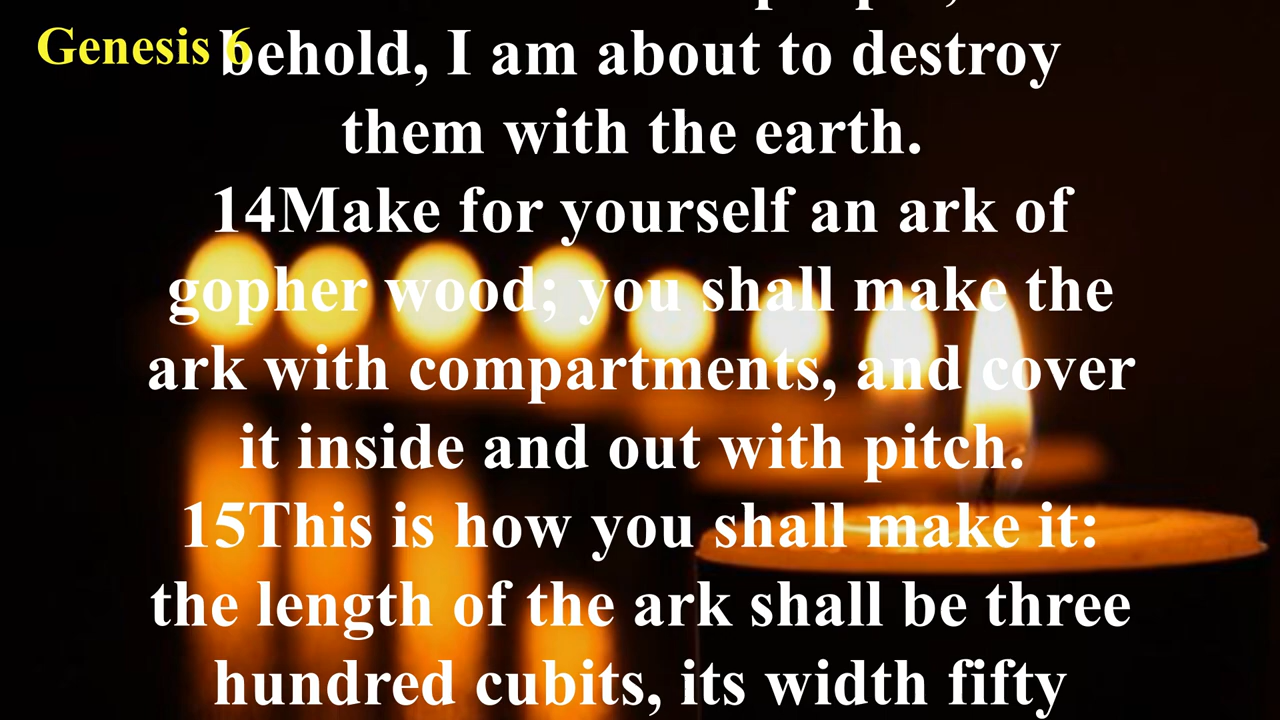 Genesis 6
behold, I am about to destroy
them with the earth.
14Make for yourself an ark of
gopher wood; you shall make the
ark with compartments, and cover
it inside and out with pitch.
15This is how you shall make it:
the length of the ark shall be three
hundred cubits, its width fifty